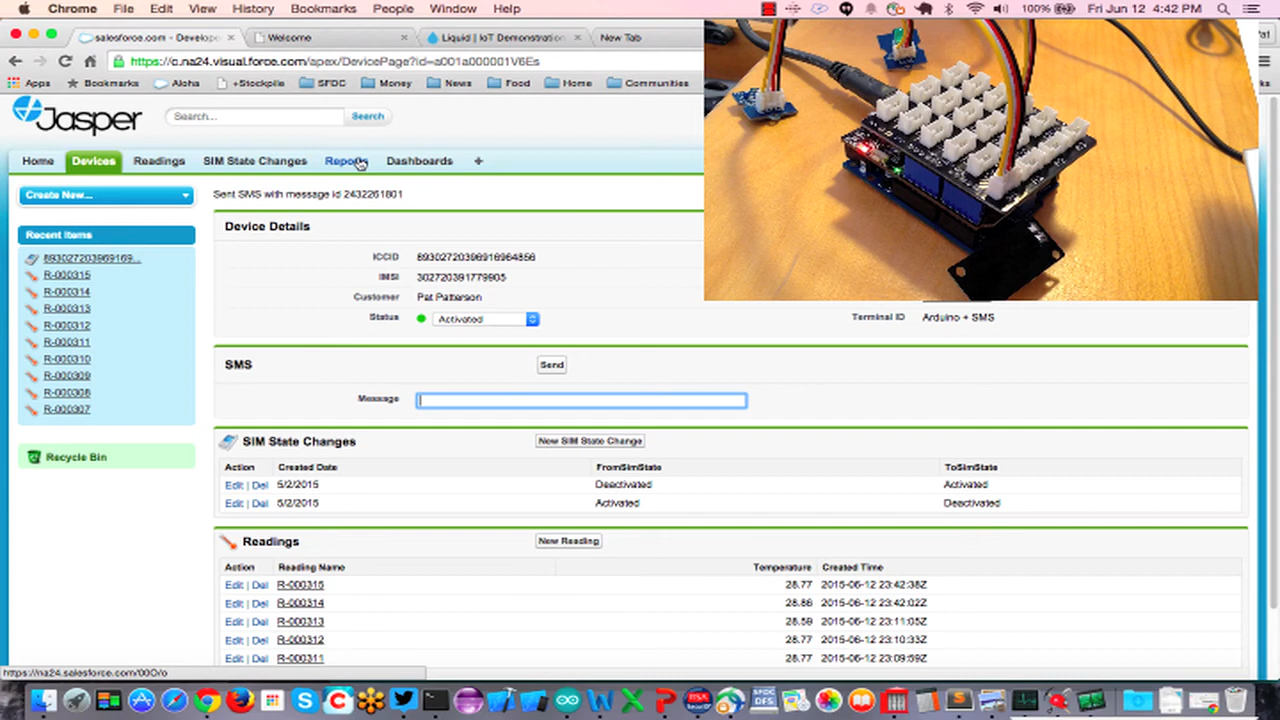 Chrome File Edit View History Bookmarks People Window Help 100% Fri Jun 12 4:42 PM
salesforce.com - Develope Welcome Liquid | IoT Demonstration New Tab
https://c.na24.visual.force.com/apex/DevicePage?id=a001a000001V6Es
Apps Bookmarks Aloha +Stockpile SFDC Money News Food Home Communities
Jasper Search... Search
Home Devices Readings SIM State Changes Reports Dashboards +
Create New...
Recent Items
89302720396916​9...
R-000315
R-000314
R-000313
R-000312
R-000311
R-000310
R-000309
R-000308
R-000307
Recycle Bin
Sent SMS with message id 2432261801
Device Details
ICCID 89302720396916964856
IMSI 302720391779905
Customer Pat Patterson
Status Activated
Terminal ID Arduino + SMS
SMS Send
Message
SIM State Changes New SIM State Change
Action Created Date FromSimState ToSimState
Edit | Del 5/2/2015 Deactivated Activated
Edit | Del 5/2/2015 Activated Deactivated
Readings New Reading
Action Reading Name Temperature Created Time
Edit | Del R-000315 28.77 2015-06-12 23:42:38Z
Edit | Del R-000314 28.86 2015-06-12 23:42:02Z
Edit | Del R-000313 28.59 2015-06-12 23:11:05Z
Edit | Del R-000312 28.77 2015-06-12 23:10:33Z
Edit | Del R-000311 28.77 2015-06-12 23:09:59Z
https://na24.salesforce.com/00O/o